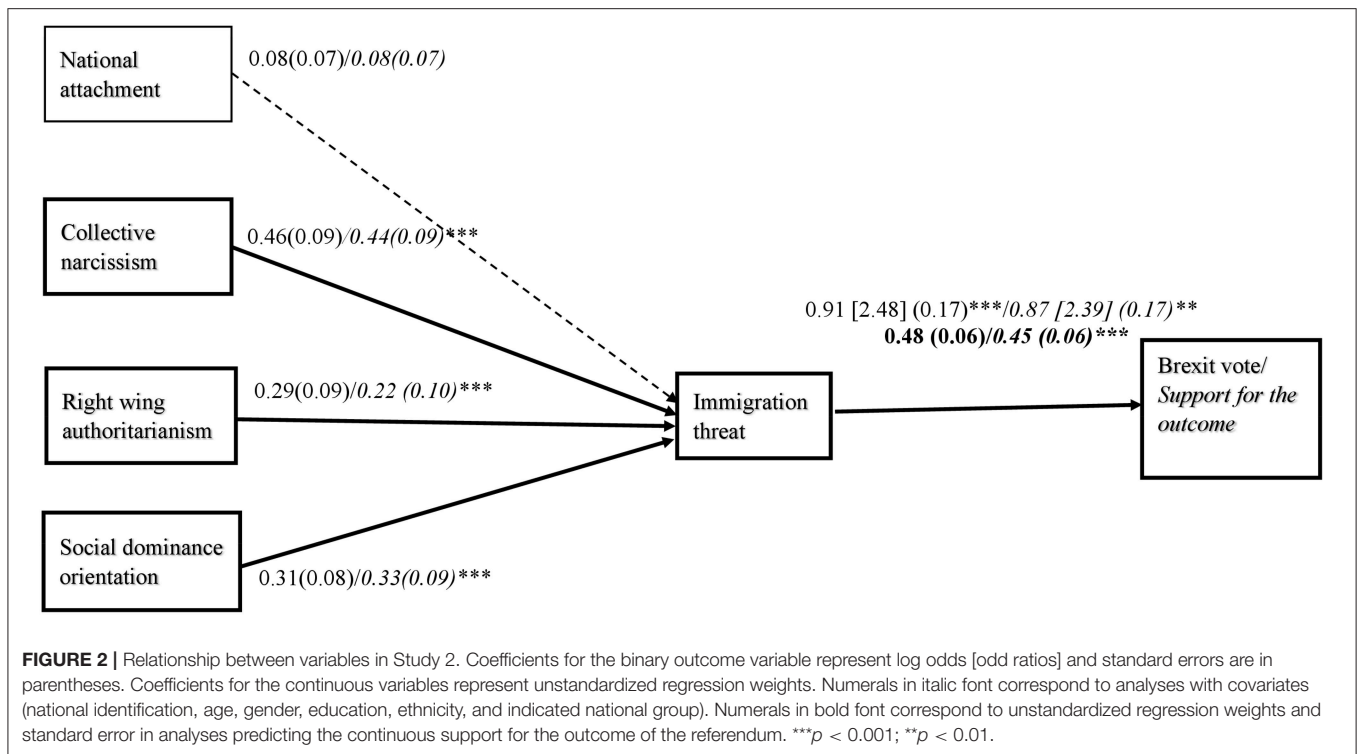 National
attachment
0.08(0.07)/0.08(0.07)
Collective
narcissism
0.46(0.09)/0.44(0.09)***
Right wing
authoritarianism
0.29(0.09)/0.22 (0.10)***
Social dominance
orientation
0.31(0.08)/0.33(0.09)***
Immigration
threat
0.91 [2.48] (0.17)***/0.87 [2.39] (0.17)**
0.48 (0.06)/0.45 (0.06)***
Brexit vote/
Support for the
outcome
FIGURE 2 | Relationship between variables in Study 2. Coefficients for the binary outcome variable represent log odds [odd ratios] and standard errors are in
parentheses. Coefficients for the continuous variables represent unstandardized regression weights. Numerals in italic font correspond to analyses with covariates
(national identification, age, gender, education, ethnicity, and indicated national group). Numerals in bold font correspond to unstandardized regression weights and
standard error in analyses predicting the continuous support for the outcome of the referendum. ***p < 0.001; **p < 0.01.